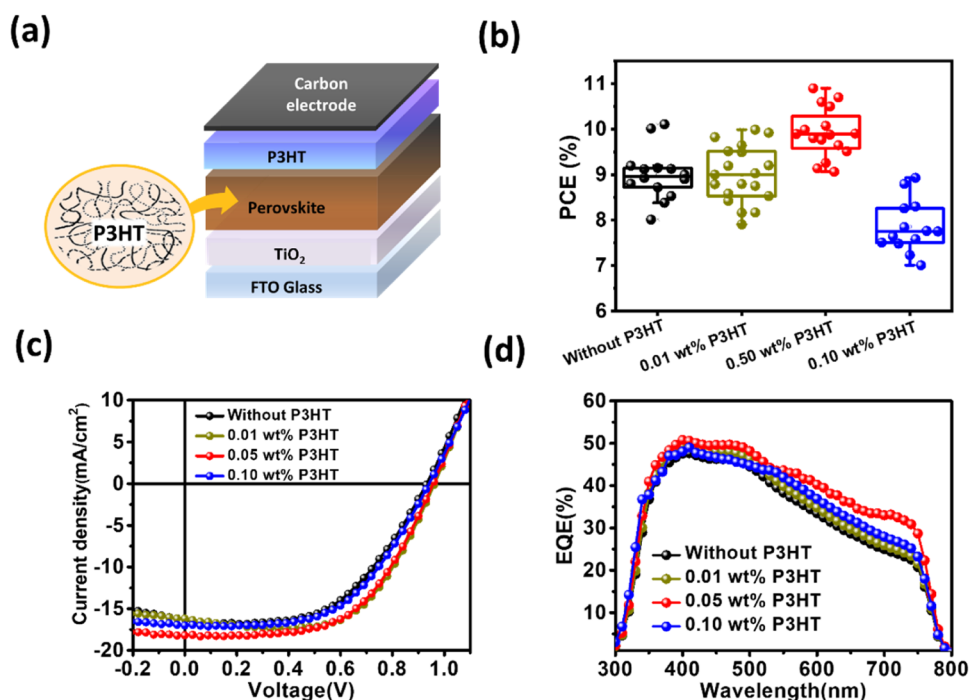 (a)
Carbon
electrode
P3HT
Perovskite
TiO2
FTO Glass
P3HT
(b)
PCE (%)
11
10
9
8
7
6
Without P3HT
0.01 wt% P3HT
0.50 wt% P3HT
0.10 wt% P3HT
(c)
Current density(mA/cm2)
10
5
0
-5
-10
-15
-20
Without P3HT
0.01 wt% P3HT
0.05 wt% P3HT
0.10 wt% P3HT
-0.2 0.0 0.2 0.4 0.6 0.8 1.0
Voltage(V)
(d)
EQE(%)
60
50
40
30
20
10
Without P3HT
0.01 wt% P3HT
0.05 wt% P3HT
0.10 wt% P3HT
300 400 500 600 700 800
Wavelength(nm)